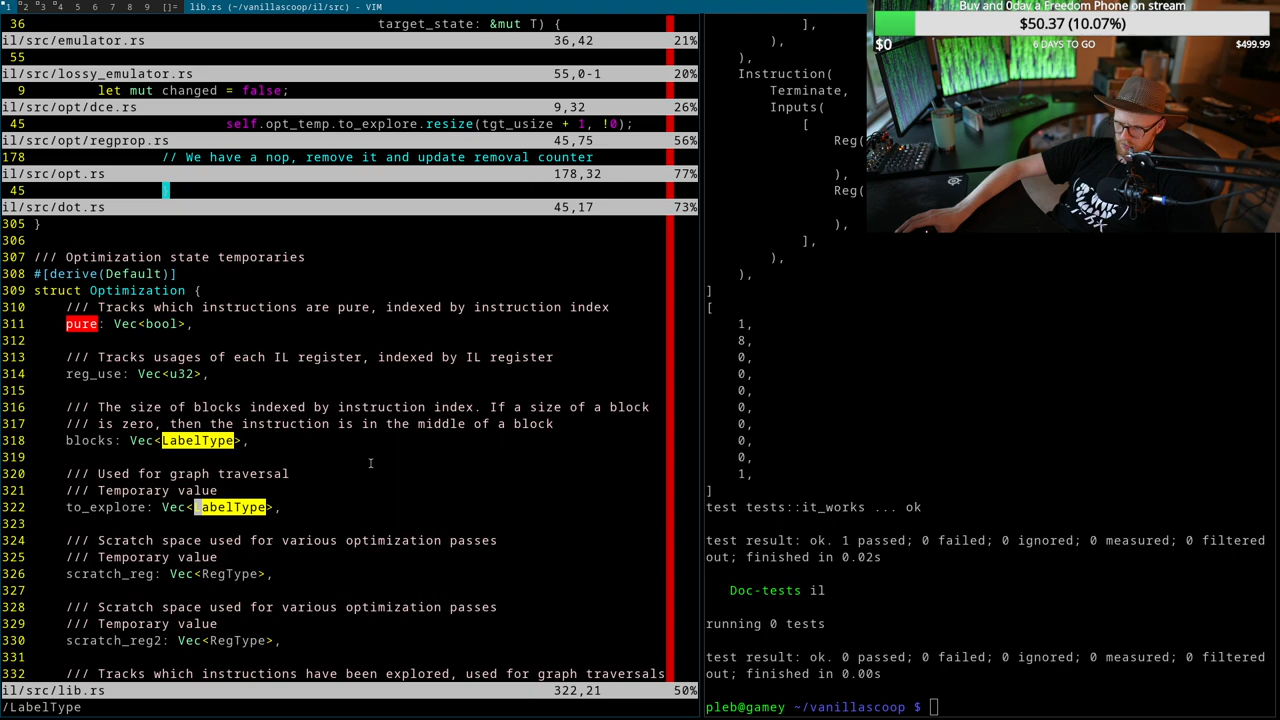 1 2 3 4 5 6 7 8 9 []= lib.rs (~/vanillascoop/il/src) - VIM
36 target_state: &mut T) {
il/src/emulator.rs 36,42 21%
55
il/src/lossy_emulator.rs 55,0-1 20%
9 let mut changed = false;
il/src/opt/dce.rs 9,32 26%
45 self.opt_temp.to_explore.resize(tgt_usize + 1, !0);
il/src/opt/regprop.rs 45,75 56%
178 // We have a nop, remove it and update removal counter
il/src/opt.rs 178,32 77%
45 }
il/src/dot.rs 45,17 73%
305 }
306
307 /// Optimization state temporaries
308 #[derive(Default)]
309 struct Optimization {
310 /// Tracks which instructions are pure, indexed by instruction index
311 pure: Vec<bool>,
312
313 /// Tracks usages of each IL register, indexed by IL register
314 reg_use: Vec<u32>,
315
316 /// The size of blocks indexed by instruction index. If a size of a block
317 /// is zero, then the instruction is in the middle of a block
318 blocks: Vec<LabelType>,
319
320 /// Used for graph traversal
321 /// Temporary value
322 to_explore: Vec<LabelType>,
323
324 /// Scratch space used for various optimization passes
325 /// Temporary value
326 scratch_reg: Vec<RegType>,
327
328 /// Scratch space used for various optimization passes
329 /// Temporary value
330 scratch_reg2: Vec<RegType>,
331
332 /// Tracks which instructions have been explored, used for graph traversals
il/src/lib.rs 322,21 50%
/LabelType
],
),
),
Instruction(
Terminate,
Inputs(
[
Reg(
),
Reg(
),
],
),
),
]
[
1,
8,
0,
0,
0,
0,
0,
0,
0,
1,
]
test tests::it_works ... ok
test result: ok. 1 passed; 0 failed; 0 ignored; 0 measured; 0 filtered
out; finished in 0.02s
Doc-tests il
running 0 tests
test result: ok. 0 passed; 0 failed; 0 ignored; 0 measured; 0 filtered
out; finished in 0.00s
pleb@gamey ~/vanillascoop $
Buy and 0day a Freedom Phone on stream
$50.37 (10.07%)
$0 6 DAYS TO GO $499.99